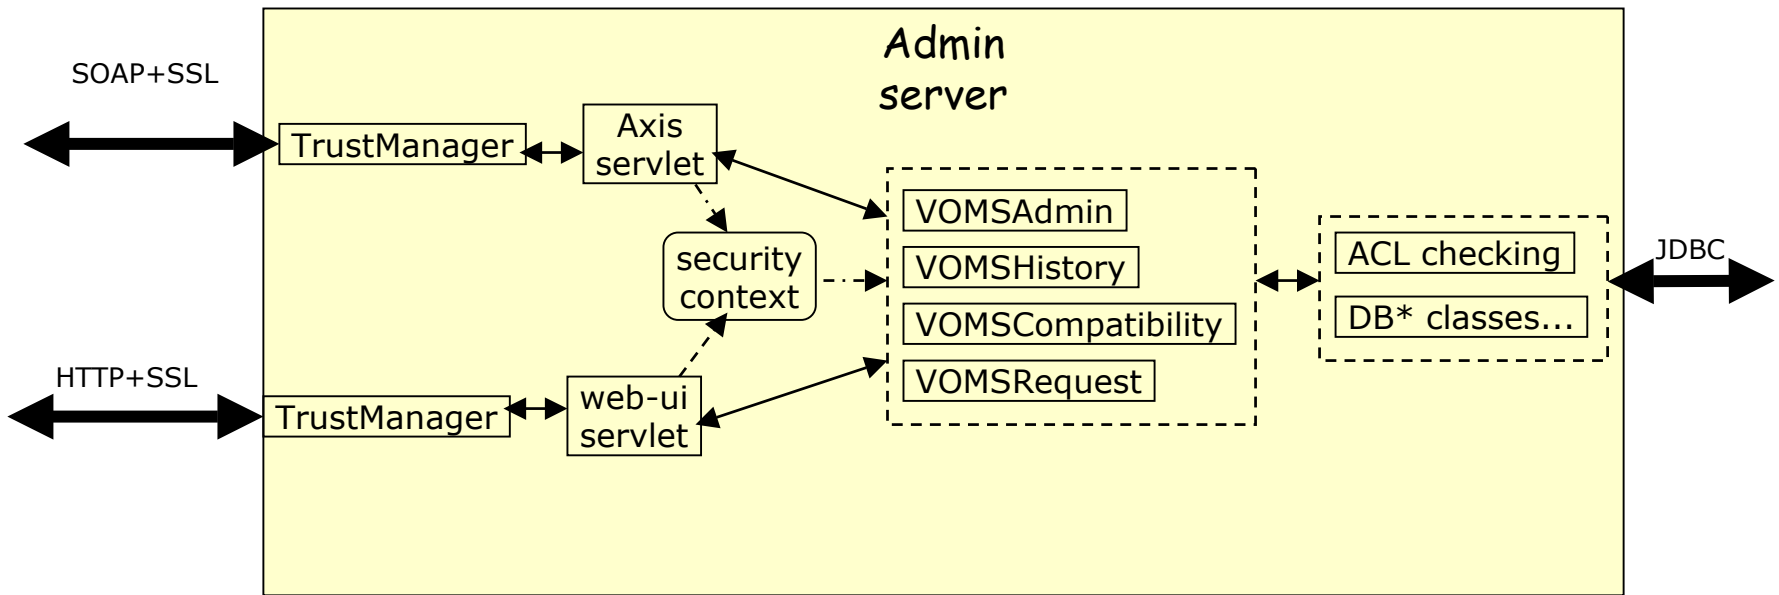 Admin
server
SOAP+SSL
TrustManager
Axis
servlet
VOMSAdmin
security
context
VOMSHistory
VOMSCompatibility
VOMSRequest
ACL checking
DB* classes...
JDBC
HTTP+SSL
TrustManager
web-ui
servlet